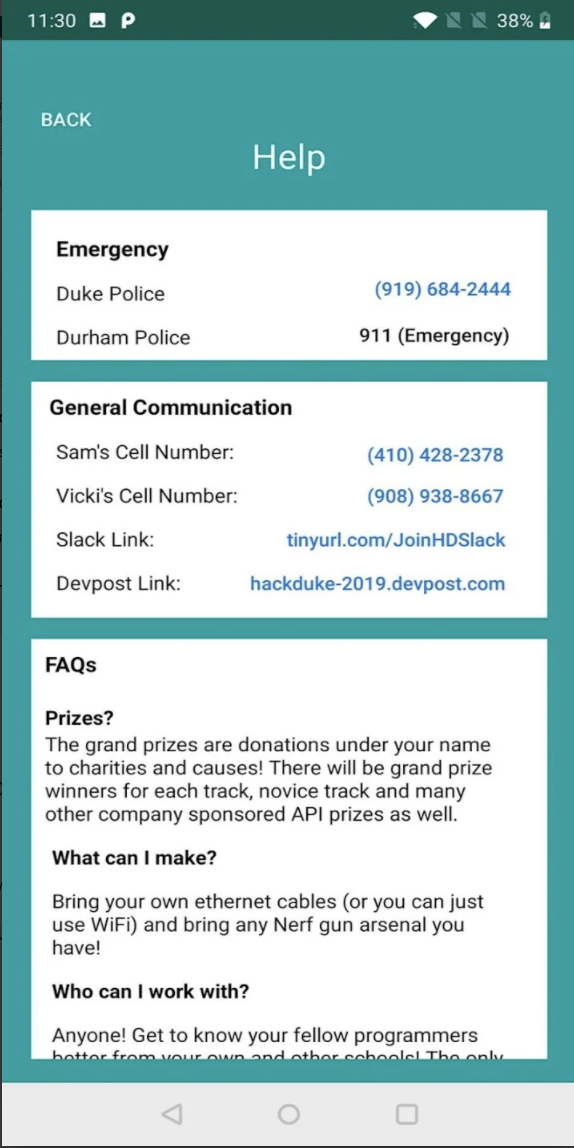 11:30
38%
BACK
Help
Emergency
Duke Police (919) 684-2444
Durham Police 911 (Emergency)
General Communication
Sam's Cell Number: (410) 428-2378
Vicki's Cell Number: (908) 938-8667
Slack Link: tinyurl.com/JoinHDSlack
Devpost Link: hackduke-2019.devpost.com
FAQs
Prizes?
The grand prizes are donations under your name
to charities and causes! There will be grand prize
winners for each track, novice track and many
other company sponsored API prizes as well.
What can I make?
Bring your own ethernet cables (or you can just
use WiFi) and bring any Nerf gun arsenal you
have!
Who can I work with?
Anyone! Get to know your fellow programmers
better from your own and other schools! The only